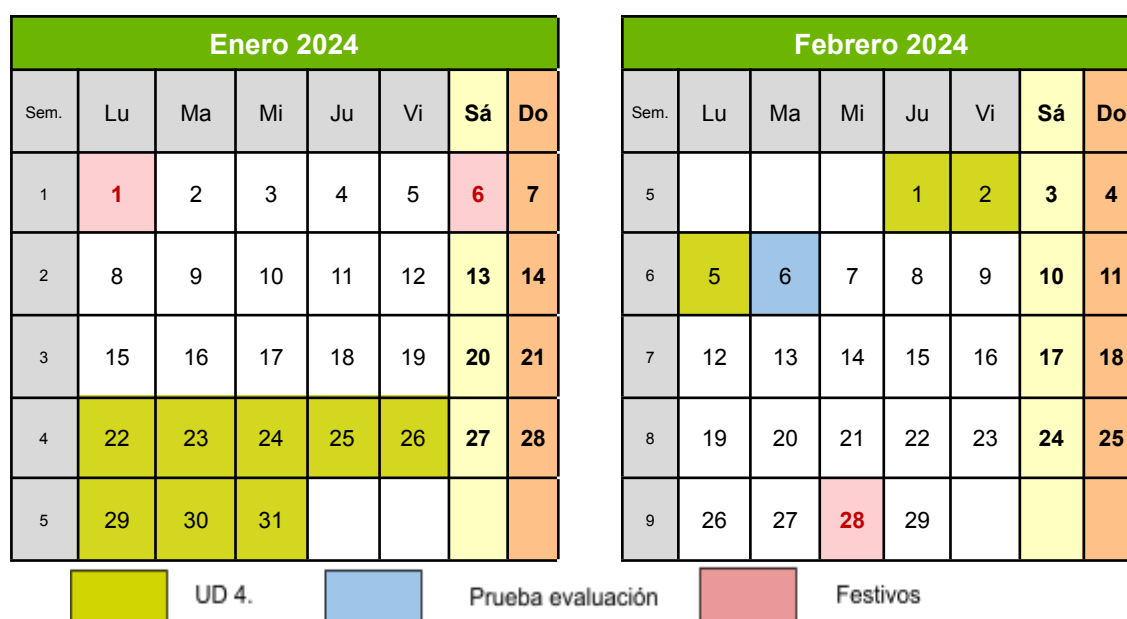 Enero 2024
Sem. Lu Ma Mi Ju Vi Sá Do
1 1 2 3 4 5 6 7
2 8 9 10 11 12 13 14
3 15 16 17 18 19 20 21
4 22 23 24 25 26 27 28
5 29 30 31
Febrero 2024
Sem. Lu Ma Mi Ju Vi Sá Do
5 1 2 3 4
6 5 6 7 8 9 10 11
7 12 13 14 15 16 17 18
8 19 20 21 22 23 24 25
9 26 27 28 29
UD 4. Prueba evaluación Festivos